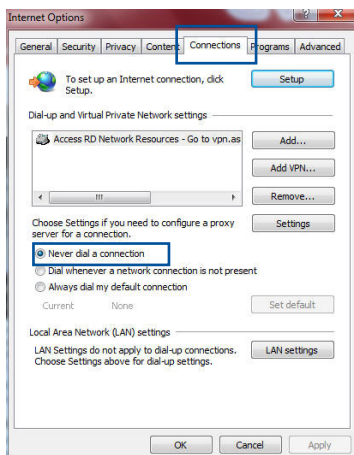 Internet Options
General Security Privacy Content Connections Programs Advanced
To set up an Internet connection, click
Setup.
Setup
Dial-up and Virtual Private Network settings
Access RD Network Resources - Go to vpn.as
Add...
Add VPN...
Remove...
Choose Settings if you need to configure a proxy
server for a connection.
Settings
Never dial a connection
Dial whenever a network connection is not present
Always dial my default connection
Current None
Set default
Local Area Network (LAN) settings
LAN Settings do not apply to dial-up connections.
Choose Settings above for dial-up settings.
LAN settings
OK Cancel Apply